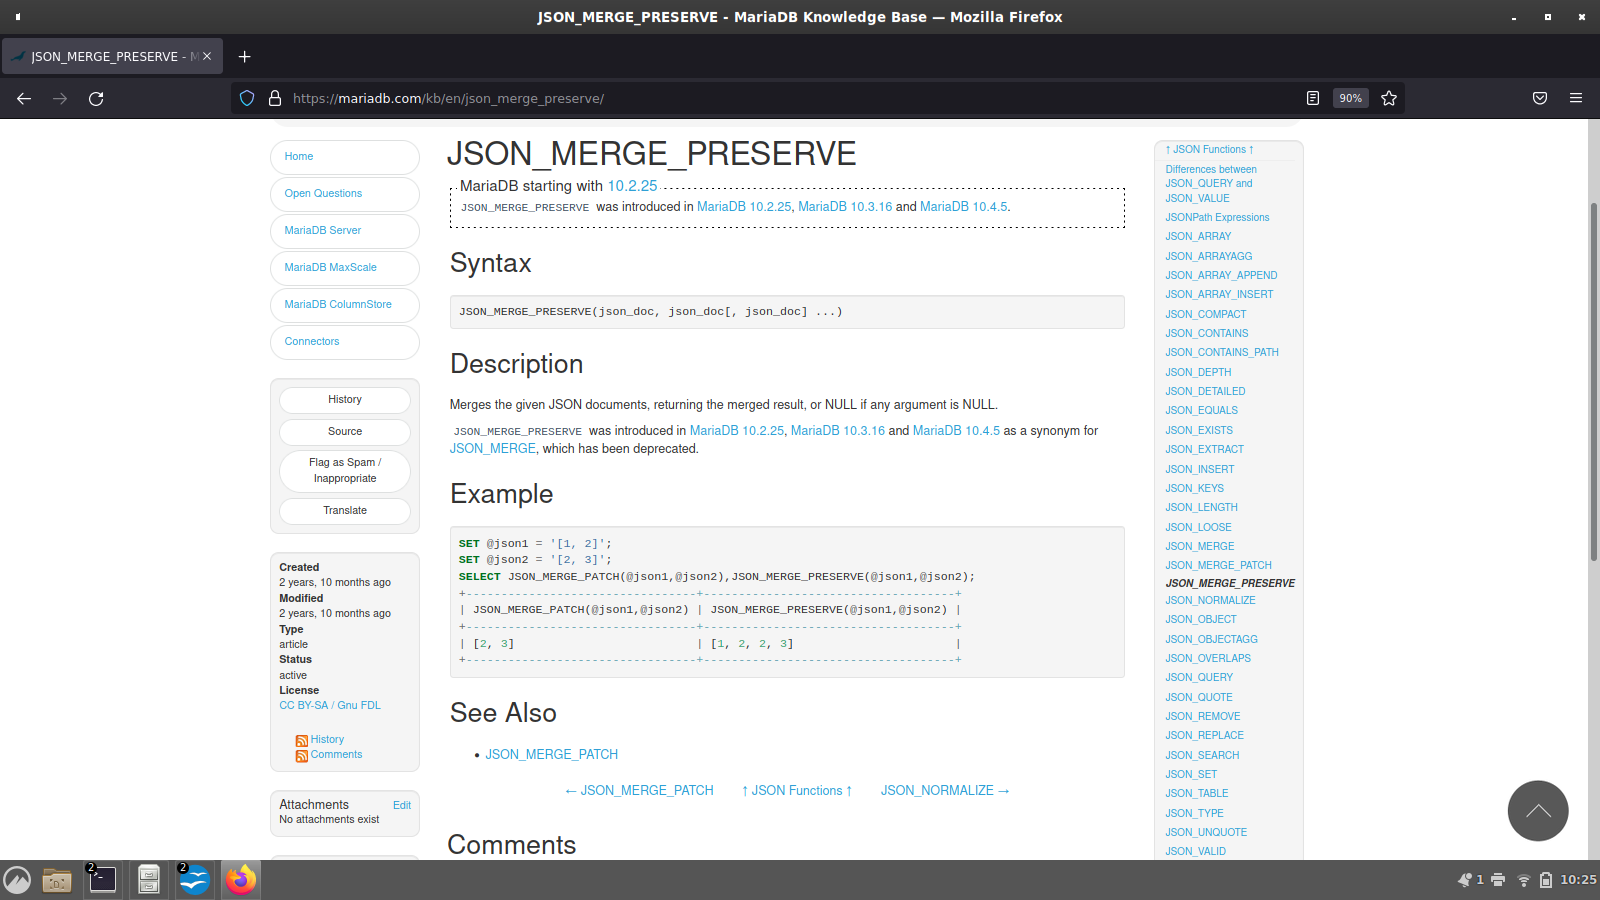 JSON_MERGE_PRESERVE - MariaDB Knowledge Base — Mozilla Firefox
JSON_MERGE_PRESERVE - M
https://mariadb.com/kb/en/json_merge_preserve/
90%
Home
Open Questions
MariaDB Server
MariaDB MaxScale
MariaDB ColumnStore
Connectors
History
Source
Flag as Spam /
Inappropriate
Translate
Created
2 years, 10 months ago
Modified
2 years, 10 months ago
Type
article
Status
active
License
CC BY-SA / Gnu FDL
History
Comments
Attachments
Edit
No attachments exist
JSON_MERGE_PRESERVE
MariaDB starting with 10.2.25
JSON_MERGE_PRESERVE was introduced in MariaDB 10.2.25, MariaDB 10.3.16 and MariaDB 10.4.5.
Syntax
JSON_MERGE_PRESERVE(json_doc, json_doc[, json_doc] ...)
Description
Merges the given JSON documents, returning the merged result, or NULL if any argument is NULL.
JSON_MERGE_PRESERVE was introduced in MariaDB 10.2.25, MariaDB 10.3.16 and MariaDB 10.4.5 as a synonym for
JSON_MERGE, which has been deprecated.
Example
SET @json1 = '[1, 2]';
SET @json2 = '[2, 3]';
SELECT JSON_MERGE_PATCH(@json1,@json2),JSON_MERGE_PRESERVE(@json1,@json2);
+---------------------------------+------------------------------------+
| JSON_MERGE_PATCH(@json1,@json2) | JSON_MERGE_PRESERVE(@json1,@json2) |
+---------------------------------+------------------------------------+
| [2, 3]                          | [1, 2, 2, 3]                       |
+---------------------------------+------------------------------------+
See Also
• JSON_MERGE_PATCH
← JSON_MERGE_PATCH ↑ JSON Functions ↑ JSON_NORMALIZE →
Comments
↑ JSON Functions ↑
Differences between
JSON_QUERY and
JSON_VALUE
JSONPath Expressions
JSON_ARRAY
JSON_ARRAYAGG
JSON_ARRAY_APPEND
JSON_ARRAY_INSERT
JSON_COMPACT
JSON_CONTAINS
JSON_CONTAINS_PATH
JSON_DEPTH
JSON_DETAILED
JSON_EQUALS
JSON_EXISTS
JSON_EXTRACT
JSON_INSERT
JSON_KEYS
JSON_LENGTH
JSON_LOOSE
JSON_MERGE
JSON_MERGE_PATCH
JSON_MERGE_PRESERVE
JSON_NORMALIZE
JSON_OBJECT
JSON_OBJECTAGG
JSON_OVERLAPS
JSON_QUERY
JSON_QUOTE
JSON_REMOVE
JSON_REPLACE
JSON_SEARCH
JSON_SET
JSON_TABLE
JSON_TYPE
JSON_UNQUOTE
JSON_VALID
2
2
1
10:25